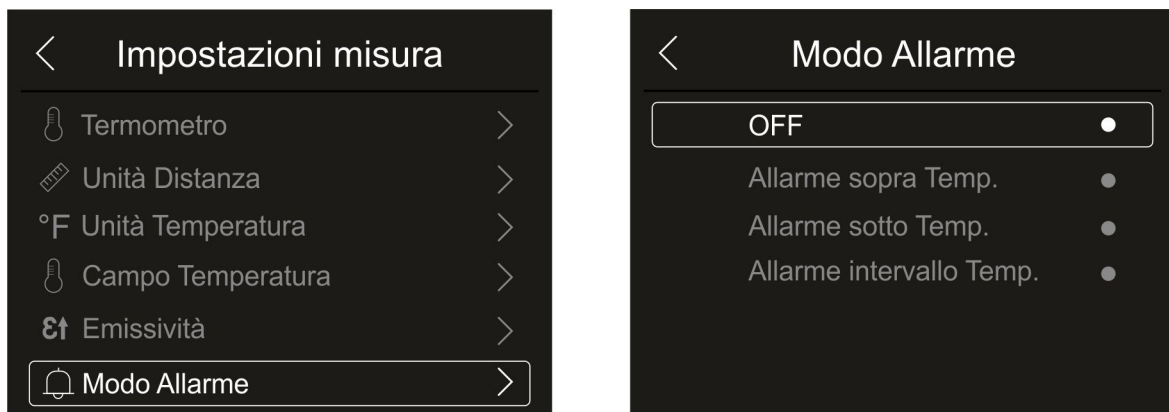 Impostazioni misura
Termometro
Unità Distanza
°F Unità Temperatura
Campo Temperatura
Ɛ↑ Emissività
Modo Allarme
Modo Allarme
OFF
Allarme sopra Temp.
Allarme sotto Temp.
Allarme intervallo Temp.